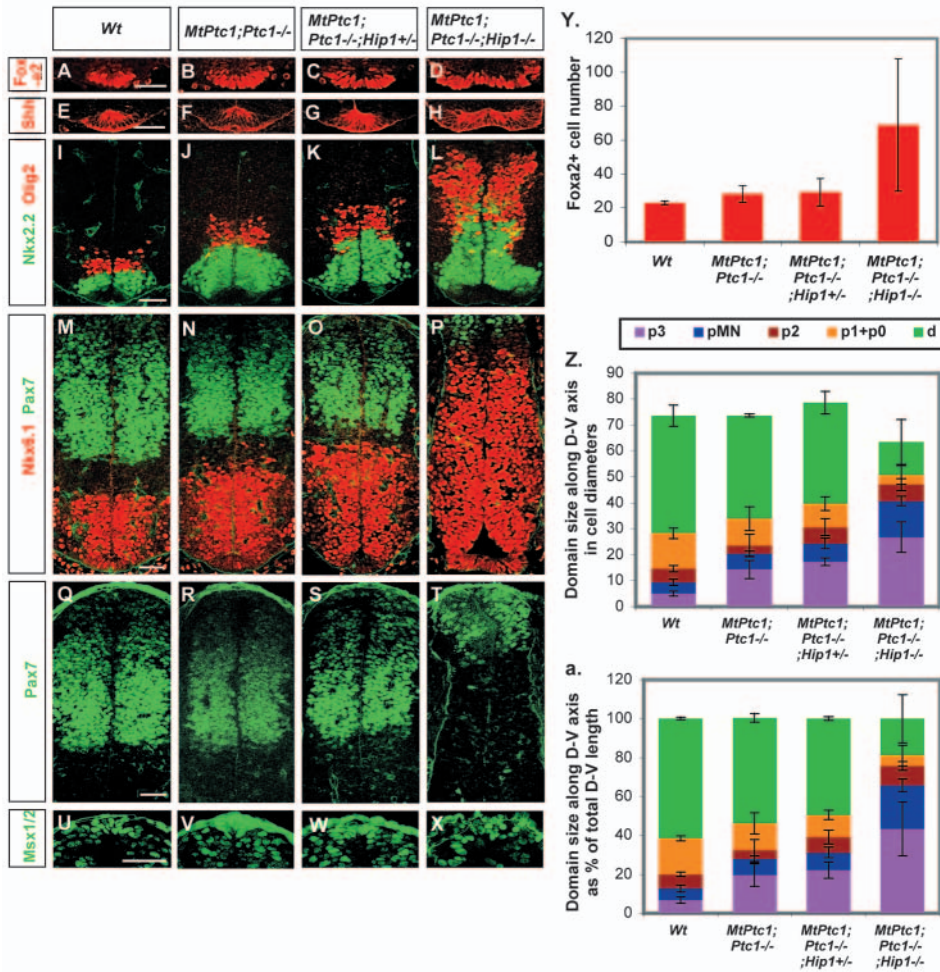 Wt
MtPtc1;Ptc1-/-
MtPtc1;
Ptc1-/-;Hip1+/-
MtPtc1;
Ptc1-/-;Hip1-/-
Fox
-a2
A
B
C
D
Shh
E
F
G
H
Nkx2.2 Olig2
I
J
K
L
Nkx6.1 Pax7
M
N
O
P
Pax7
Q
R
S
T
Msx1/2
U
V
W
X
Y.
Foxa2+ cell number
120
100
80
60
40
20
0
Wt
MtPtc1;
Ptc1-/-
MtPtc1;
Ptc1-/-
;Hip1+/-
MtPtc1;
Ptc1-/-
;Hip1-/-
p3
pMN
p2
p1+p0
d
Z.
Domain size along D-V axis
in cell diameters
90
80
70
60
50
40
30
20
10
0
Wt
MtPtc1;
Ptc1-/-
MtPtc1;
Ptc1-/-
;Hip1+/-
MtPtc1;
Ptc1-/-
;Hip1-/-
a.
Domain size along D-V axis
as % of total D-V length
120
100
80
60
40
20
0
Wt
MtPtc1;
Ptc1-/-
MtPtc1;
Ptc1-/-
;Hip1+/-
MtPtc1;
Ptc1-/-
;Hip1-/-